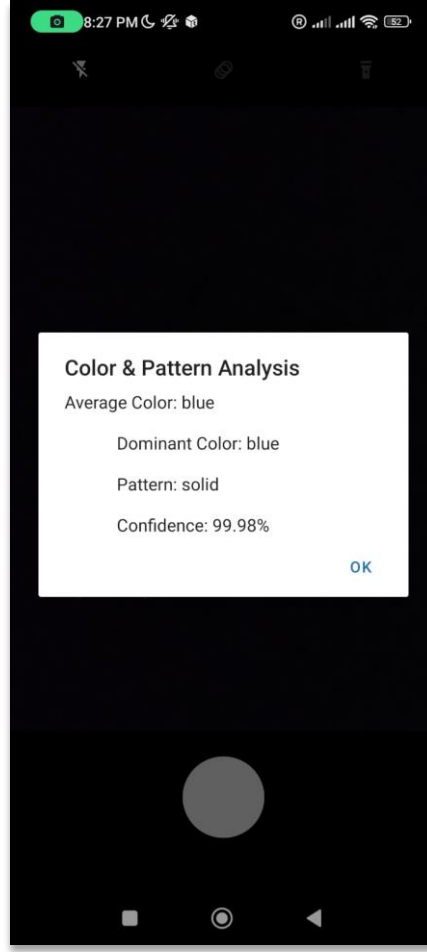 8:27 PM
R
52
Color & Pattern Analysis
Average Color: blue
Dominant Color: blue
Pattern: solid
Confidence: 99.98%
OK